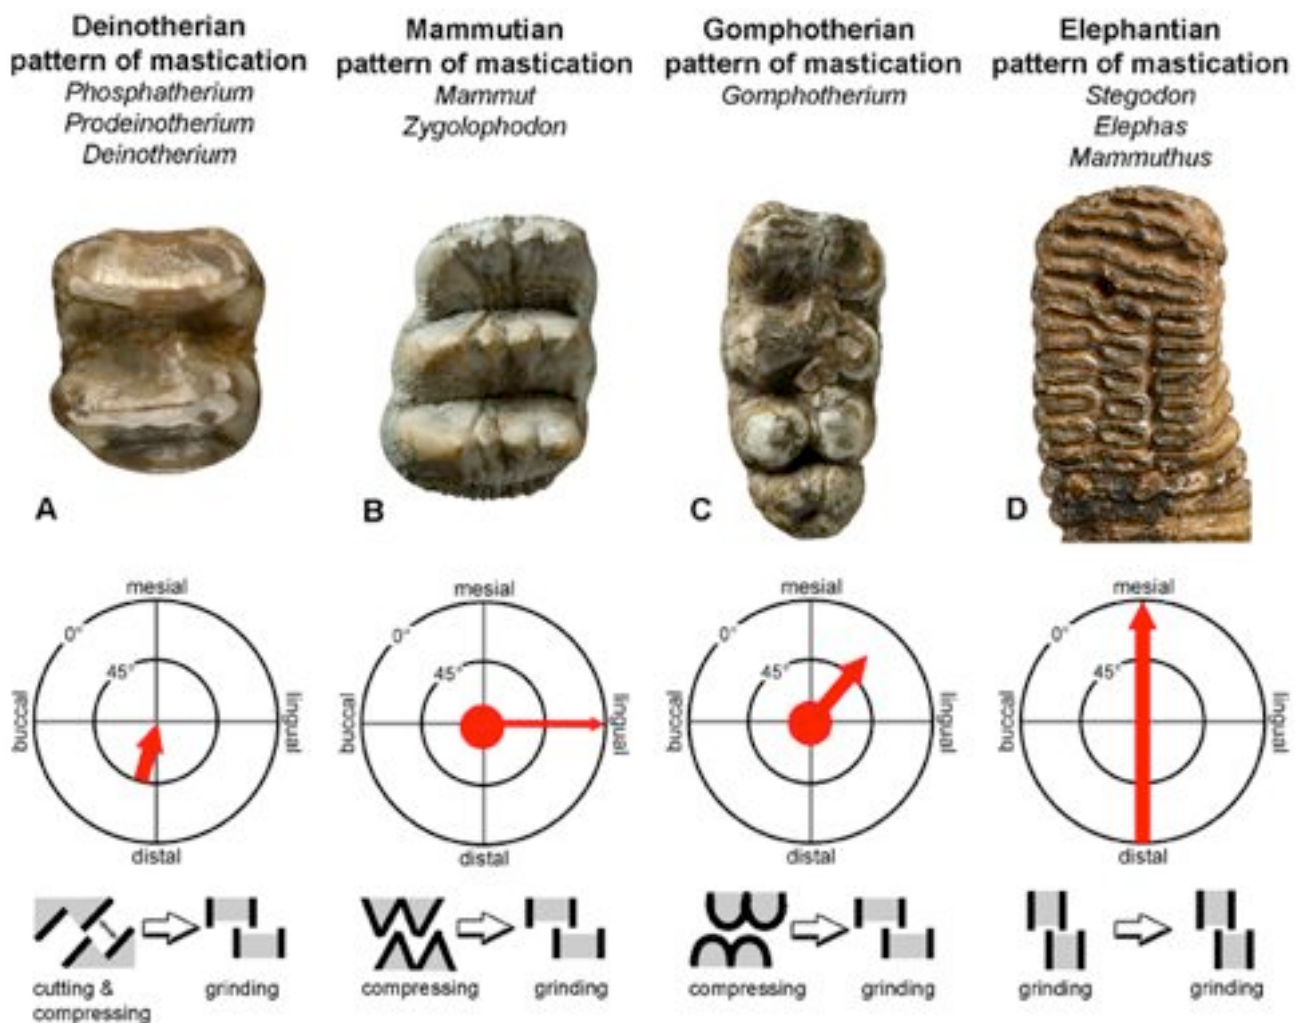 Deinotherian
pattern of mastication
Phosphatherium
Prodeinotherium
Deinotherium
Mammutian
pattern of mastication
Mammut
Zygolophodon
Gomphotherian
pattern of mastication
Gomphotherium
Elephantian
pattern of mastication
Stegodon
Elephas
Mammuthus
A
B
C
D
mesial
0°
45°
buccal
lingual
distal
mesial
0°
45°
buccal
lingual
distal
mesial
0°
45°
buccal
lingual
distal
mesial
0°
45°
buccal
lingual
distal
cutting &
compressing
grinding
compressing
grinding
compressing
grinding
grinding
grinding